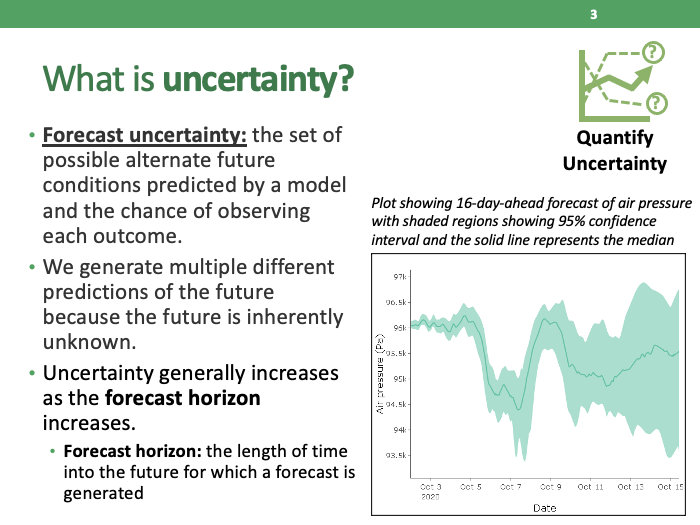 3
What is uncertainty?
?
?
Quantify
Uncertainty
• Forecast uncertainty: the set of
possible alternate future
conditions predicted by a model
and the chance of observing
each outcome.
• We generate multiple different
predictions of the future
because the future is inherently
unknown.
• Uncertainty generally increases
as the forecast horizon
increases.
• Forecast horizon: the length of time
into the future for which a forecast is
generated
Plot showing 16-day-ahead forecast of air pressure
with shaded regions showing 95% confidence
interval and the solid line represents the median
Air pressure (Pa)
97k
96.5k
96k
95.5k
95k
94.5k
94k
93.5k
Oct 3
2020
Oct 5
Oct 7
Oct 9
Oct 11
Oct 13
Oct 15
Date